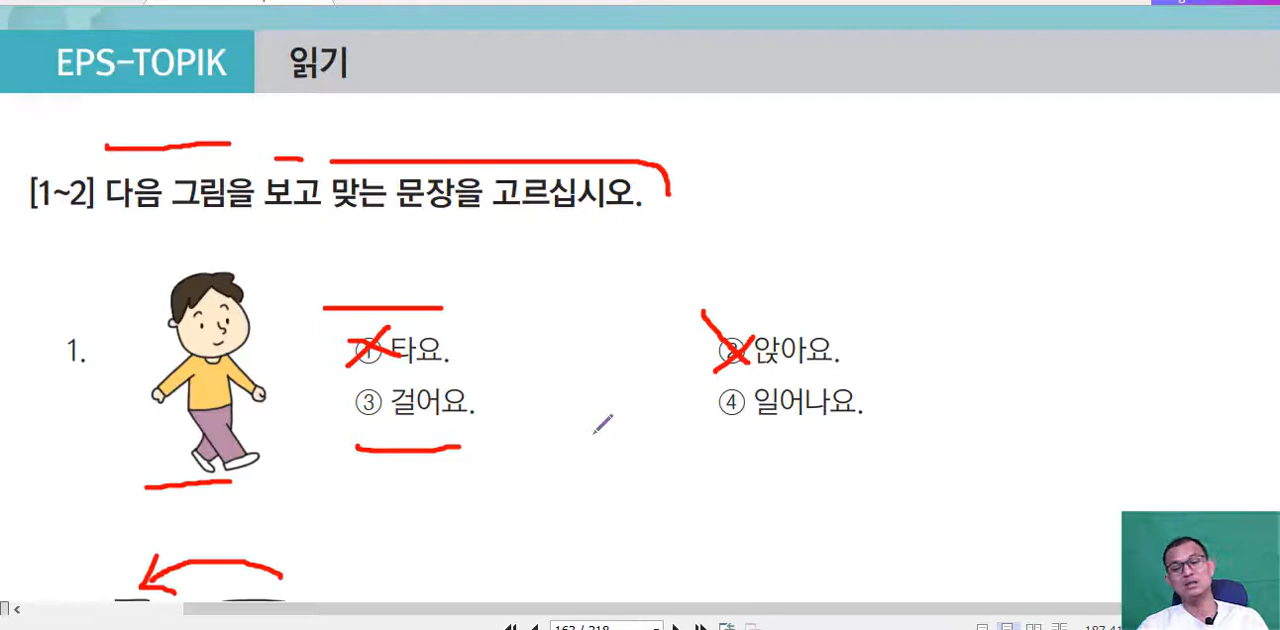 EPS-TOPIK 읽기
[1~2] 다음 그림을 보고 맞는 문장을 고르십시오.
1.
① 타요. ② 앉아요.
③ 걸어요. ④ 일어나요.